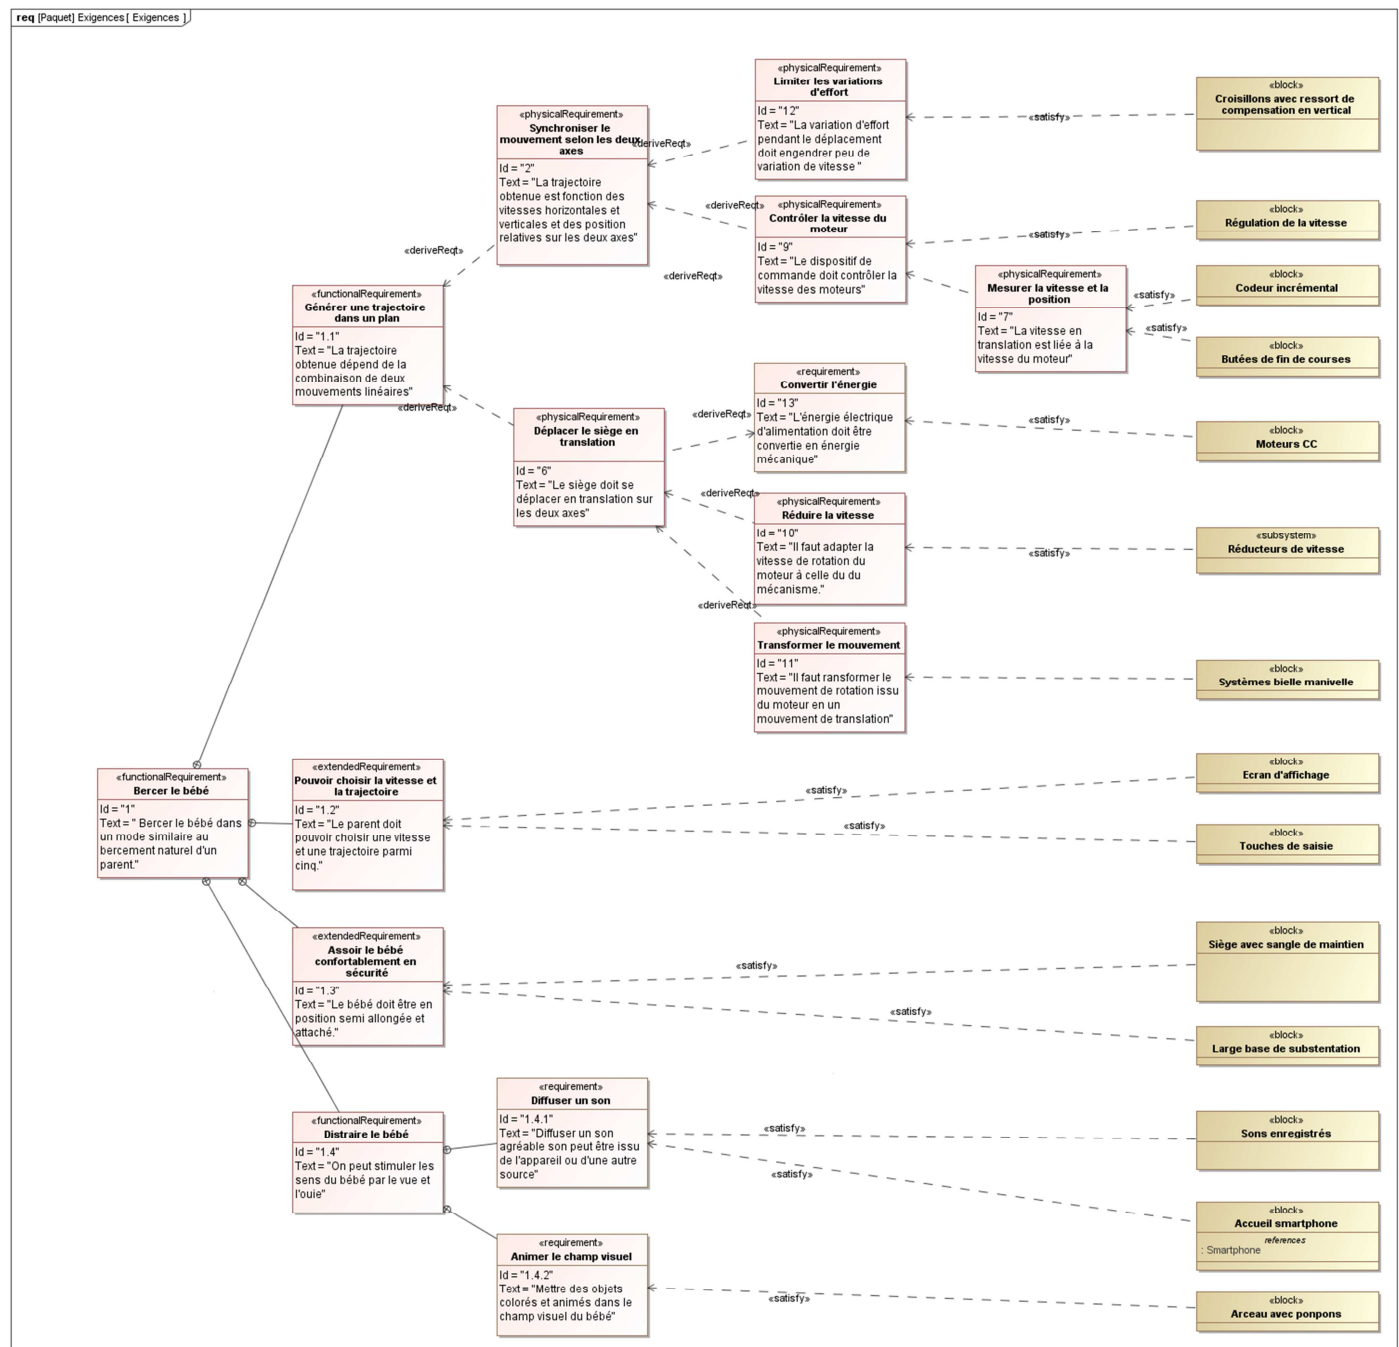 req [Paquet] Exigences [ Exigences ]
«physicalRequirement»
Limiter les variations
d'effort
Id = "12"
Text = "La variation d'effort
pendant le déplacement
doit engendrer peu de
variation de vitesse "
«block»
Croisillons avec ressort de
compensation en vertical
«satisfy»
«physicalRequirement»
Synchroniser le
mouvement selon les deux
axes
Id = "2"
Text = "La trajectoire
obtenue est fonction des
vitesses horizontales et
verticales et des position
relatives sur les deux axes"
«deriveReqt»
«deriveReqt»
«physicalRequirement»
Contrôler la vitesse du
moteur
Id = "9"
Text = "Le dispositif de
commande doit contrôler la
vitesse des moteurs"
«satisfy»
«block»
Régulation de la vitesse
«deriveReqt»
«deriveReqt»
«physicalRequirement»
Mesurer la vitesse et la
position
Id = "7"
Text = "La vitesse en
translation est liée à la
vitesse du moteur"
«satisfy»
«block»
Codeur incrémental
«satisfy»
«block»
Butées de fin de courses
«functionalRequirement»
Générer une trajectoire
dans un plan
Id = "1.1"
Text = "La trajectoire
obtenue dépend de la
combinaison de deux
mouvements linéaires"
«deriveReqt»
«physicalRequirement»
Déplacer le siège en
translation
Id = "6"
Text = "Le siège doit se
déplacer en translation sur
les deux axes"
«deriveReqt»
«requirement»
Convertir l'énergie
Id = "13"
Text = "L'énergie électrique
d'alimentation doit être
convertie en énergie
mécanique"
«satisfy»
«block»
Moteurs CC
«deriveReqt»
«physicalRequirement»
Réduire la vitesse
Id = "10"
Text = "Il faut adapter la
vitesse de rotation du
moteur à celle du du
mécanisme."
«satisfy»
«subsystem»
Réducteurs de vitesse
«deriveReqt»
«physicalRequirement»
Transformer le mouvement
Id = "11"
Text = "Il faut ransformer le
mouvement de rotation issu
du moteur en un
mouvement de translation"
«block»
Systèmes bielle manivelle
«functionalRequirement»
Bercer le bébé
Id = "1"
Text = " Bercer le bébé dans
un mode similaire au
bercement naturel d'un
parent."
«extendedRequirement»
Pouvoir choisir la vitesse et
la trajectoire
Id = "1.2"
Text = "Le parent doit
pouvoir choisir une vitesse
et une trajectoire parmi
cinq."
«satisfy»
«block»
Ecran d'affichage
«satisfy»
«block»
Touches de saisie
«extendedRequirement»
Assoir le bébé
confortablement en
sécurité
Id = "1.3"
Text = "Le bébé doit être en
position semi allongée et
attaché."
«satisfy»
«block»
Siège avec sangle de maintien
«satisfy»
«block»
Large base de substentation
«functionalRequirement»
Distraire le bébé
Id = "1.4"
Text = "On peut stimuler les
sens du bébé par le vue et
l'ouie"
«requirement»
Diffuser un son
Id = "1.4.1"
Text = "Diffuser un son
agréable son peut être issu
de l'appareil ou d'une autre
source"
«satisfy»
«block»
Sons enregistrés
«satisfy»
«block»
Accueil smartphone
references
: Smartphone
«requirement»
Animer le champ visuel
Id = "1.4.2"
Text = "Mettre des objets
colorés et animés dans le
champ visuel du bébé"
«satisfy»
«block»
Arceau avec ponpons